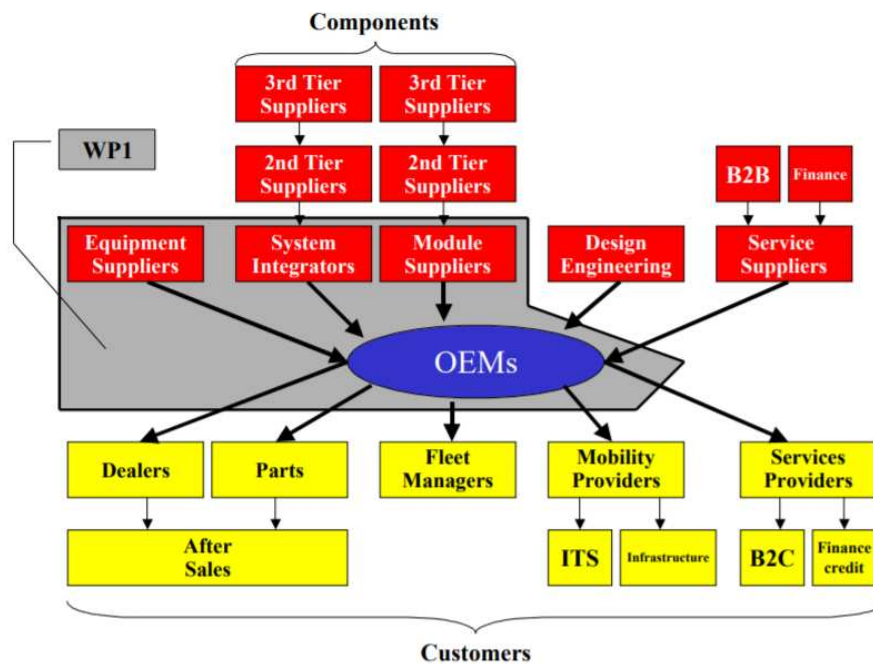 Components
3rd Tier
Suppliers
3rd Tier
Suppliers
WP1
2nd Tier
Suppliers
2nd Tier
Suppliers
B2B
Finance
Equipment
Suppliers
System
Integrators
Module
Suppliers
Design
Engineering
Service
Suppliers
OEMs
Dealers
Parts
Fleet
Managers
Mobility
Providers
Services
Providers
After
Sales
ITS
Infrastructure
B2C
Finance
credit
Customers